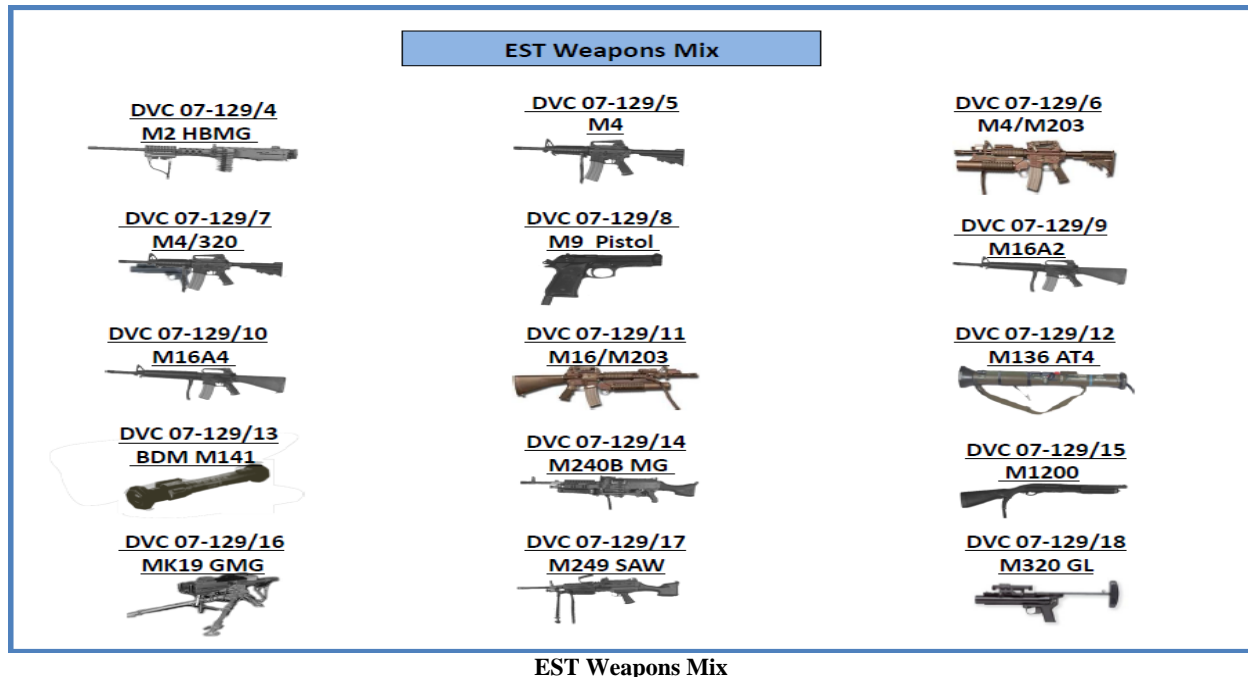 EST Weapons Mix
DVC 07-129/4
M2 HBMG
DVC 07-129/5
M4
DVC 07-129/6
M4/M203
DVC 07-129/7
M4/320
DVC 07-129/8
M9 Pistol
DVC 07-129/9
M16A2
DVC 07-129/10
M16A4
DVC 07-129/11
M16/M203
DVC 07-129/12
M136 AT4
DVC 07-129/13
BDM M141
DVC 07-129/14
M240B MG
DVC 07-129/15
M1200
DVC 07-129/16
MK19 GMG
DVC 07-129/17
M249 SAW
DVC 07-129/18
M320 GL
EST Weapons Mix